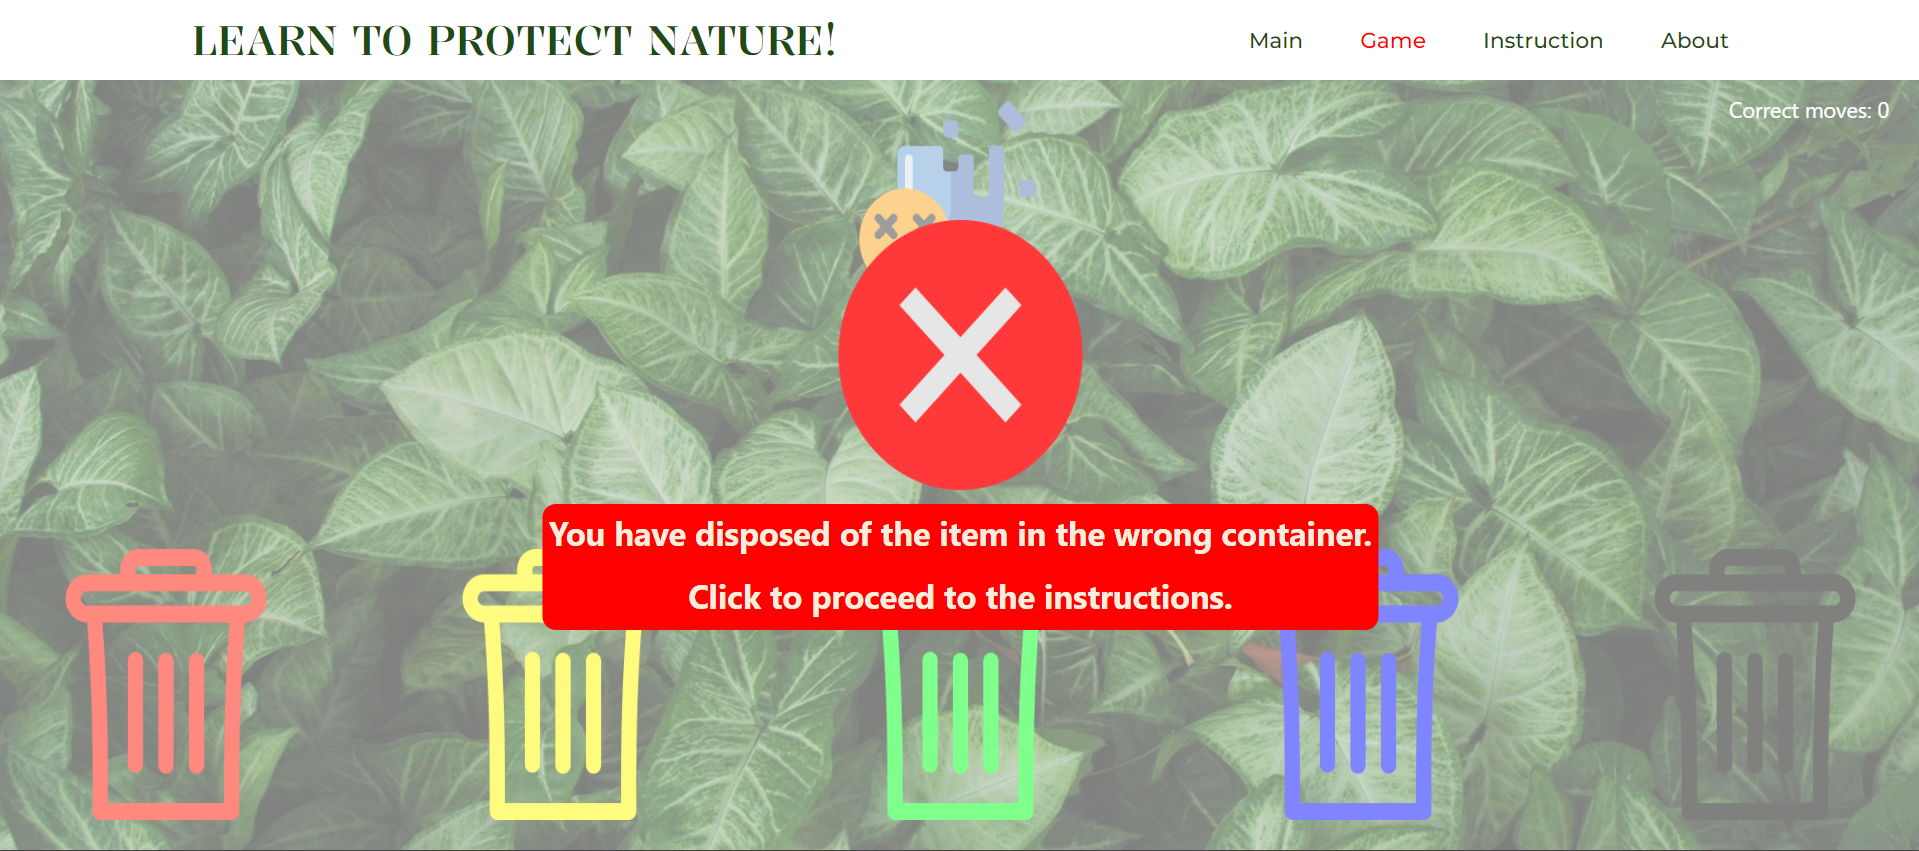 LEARN TO PROTECT NATURE!
Main Game Instruction About
Correct moves: 0
You have disposed of the item in the wrong container.
Click to proceed to the instructions.